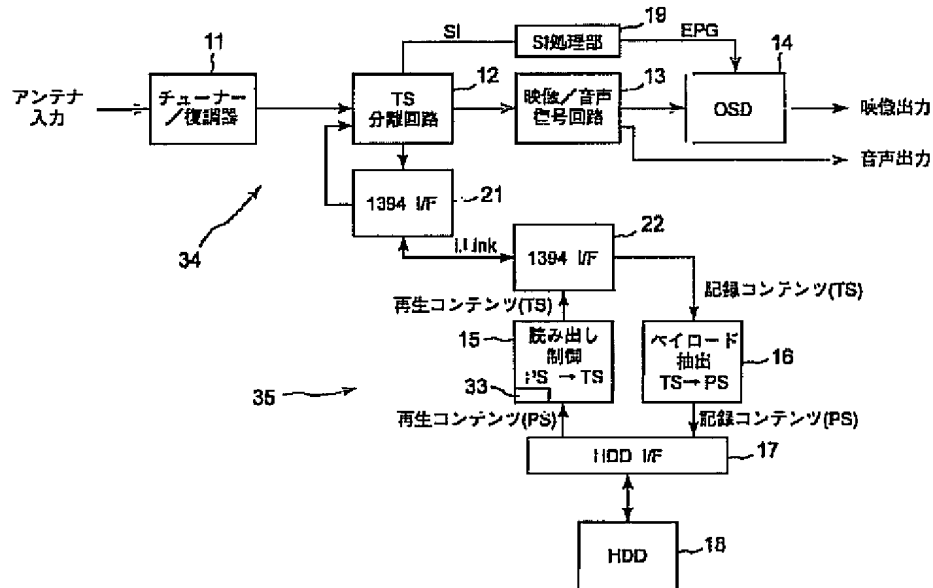 SI
19
SI処理部
EPG
11
12
13
14
アンテナ
入力
チューナー
／復調器
TS
分離回路
映像／音声
信号回路
OSD
映像出力
音声出力
1394 I/F
21
34
i.Link
22
1394 I/F
再生コンテンツ(TS)
記録コンテンツ(TS)
15
読み出し
制御
PS → TS
33
ペイロード
抽出
TS→PS
16
35
再生コンテンツ(PS)
記録コンテンツ(PS)
HDD I/F
17
HDD
18